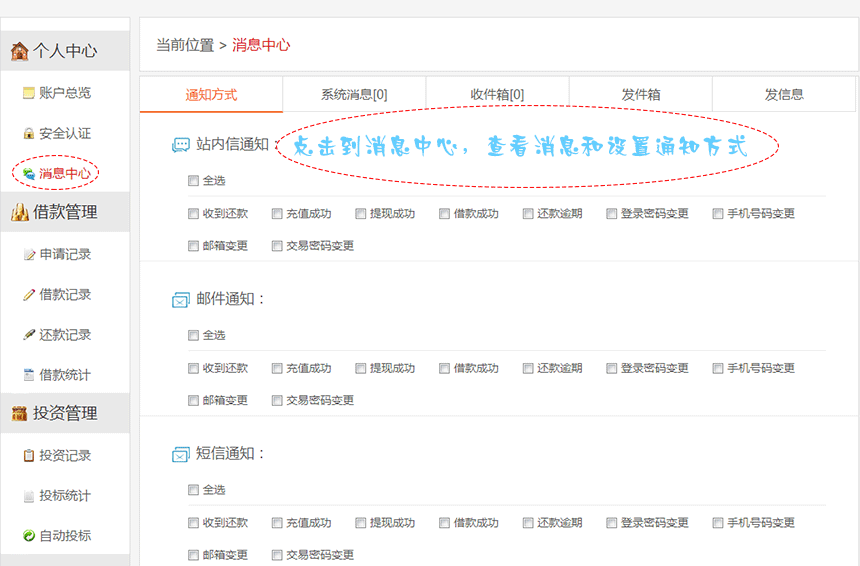 个人中心
账户总览
安全认证
消息中心
借款管理
申请记录
借款记录
还款记录
借款统计
投资管理
投资记录
投标统计
自动投标
当前位置 > 消息中心
通知方式 系统消息[0] 收件箱[0] 发件箱 发信息
站内信通知
点击到消息中心，查看消息和设置通知方式
全选
收到还款 充值成功 提现成功 借款成功 还款逾期 登录密码变更 手机号码变更
邮箱变更 交易密码变更
邮件通知：
全选
收到还款 充值成功 提现成功 借款成功 还款逾期 登录密码变更 手机号码变更
邮箱变更 交易密码变更
短信通知：
全选
收到还款 充值成功 提现成功 借款成功 还款逾期 登录密码变更 手机号码变更
邮箱变更 交易密码变更